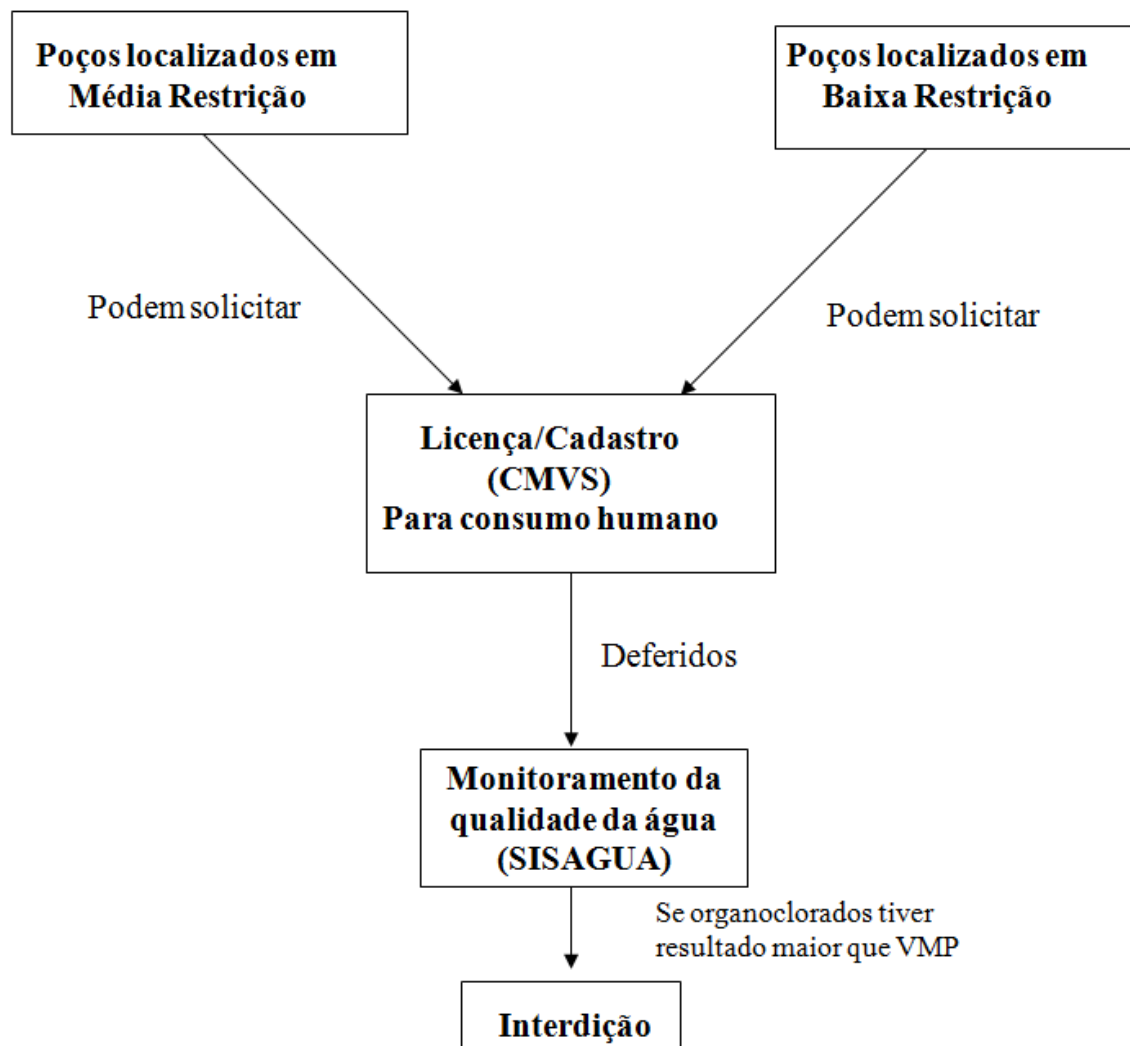 Poços localizados em
Média Restrição
Poços localizados em
Baixa Restrição
Podem solicitar
Podem solicitar
Licença/Cadastro
(CMVS)
Para consumo humano
Deferidos
Monitoramento da
qualidade da água
(SISAGUA)
Se organoclorados tiver
resultado maior que VMP
Interdição